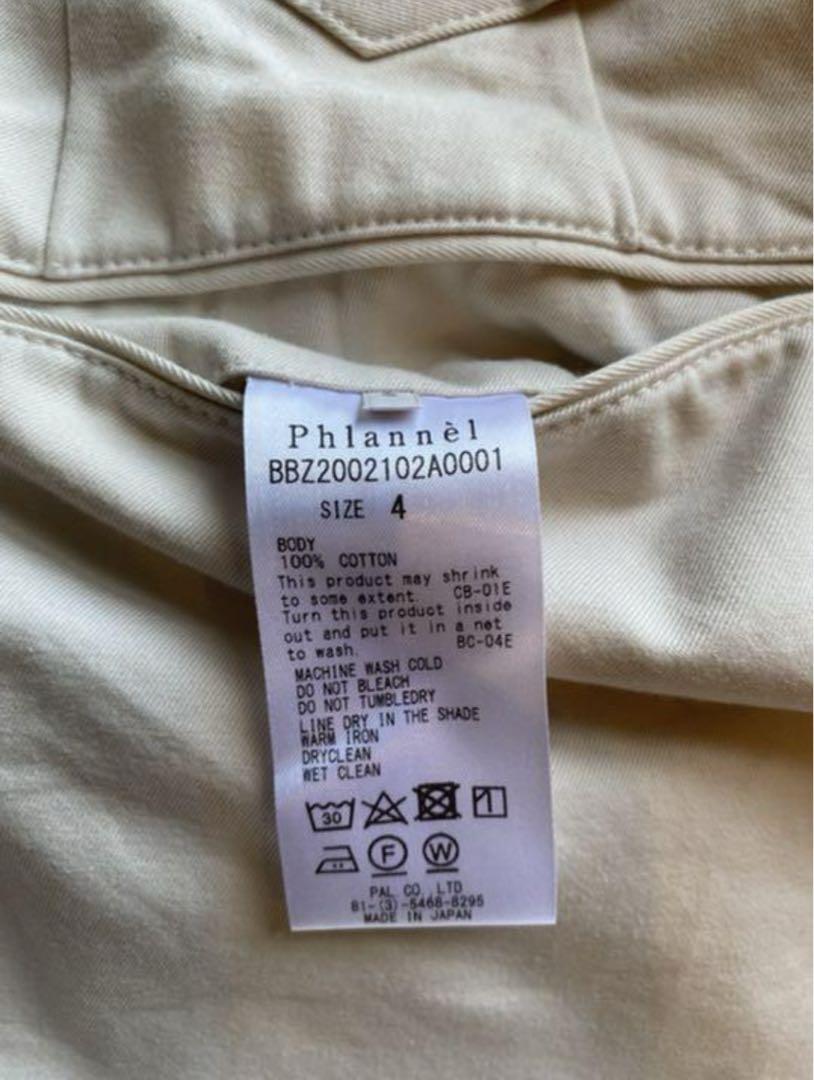 Phlannèl
BBZ2002102A0001
SIZE 4
BODY
100% COTTON
This product may shrink
to some extent. CB-01E
Turn this product inside
out and put it in a net
to wash. BC-04E
MACHINE WASH COLD
DO NOT BLEACH
DO NOT TUMBLEDRY
LINE DRY IN THE SHADE
WARM IRON
DRYCLEAN
WET CLEAN
30
F W
PAL CO.,LTD
81-(3)-5468-8295
MADE IN JAPAN